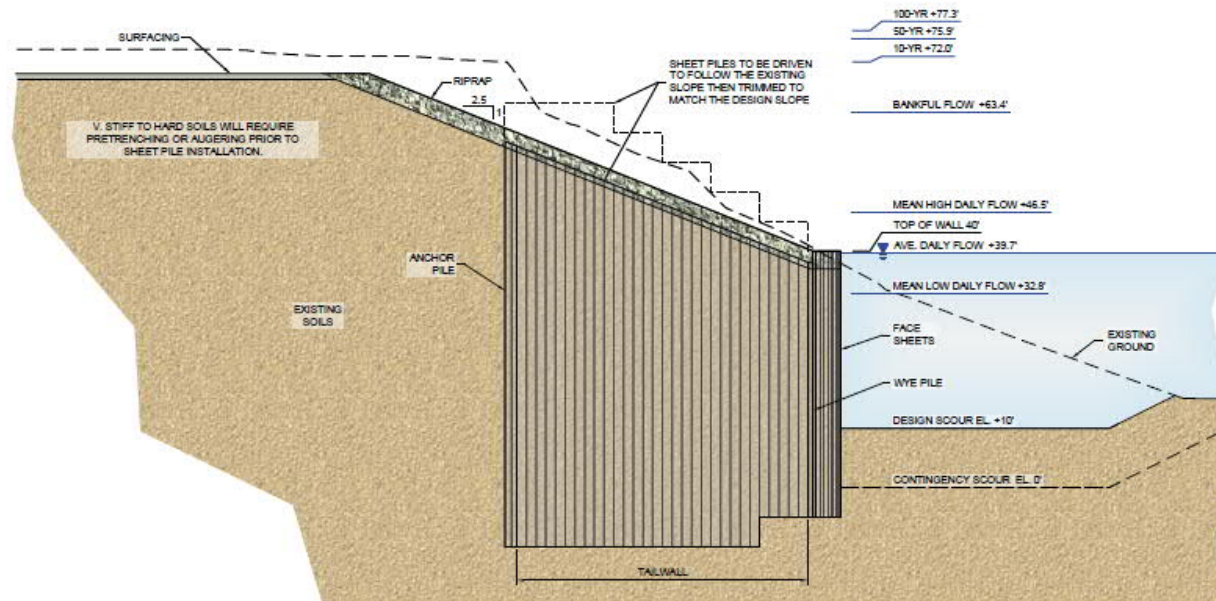 100-YR +77.3'
50-YR +75.9'
10-YR +72.0'
SURFACING
SHEET PILES TO BE DRIVEN
TO FOLLOW THE EXISTING
SLOPE THEN TRIMMED TO
MATCH THE DESIGN SLOPE
RIPRAP
2.5
1
BANKFUL FLOW +63.4'
V. STIFF TO HARD SOILS WILL REQUIRE
PRETRENCHING OR AUGERING PRIOR TO
SHEET PILE INSTALLATION.
MEAN HIGH DAILY FLOW +46.5'
TOP OF WALL 40'
AVE. DAILY FLOW +39.7'
ANCHOR
PILE
MEAN LOW DAILY FLOW +32.8'
EXISTING
SOILS
FACE
SHEETS
EXISTING
GROUND
WYE PILE
DESIGN SCOUR EL. +10'
CONTINGENCY SCOUR EL. 0'
TAILWALL